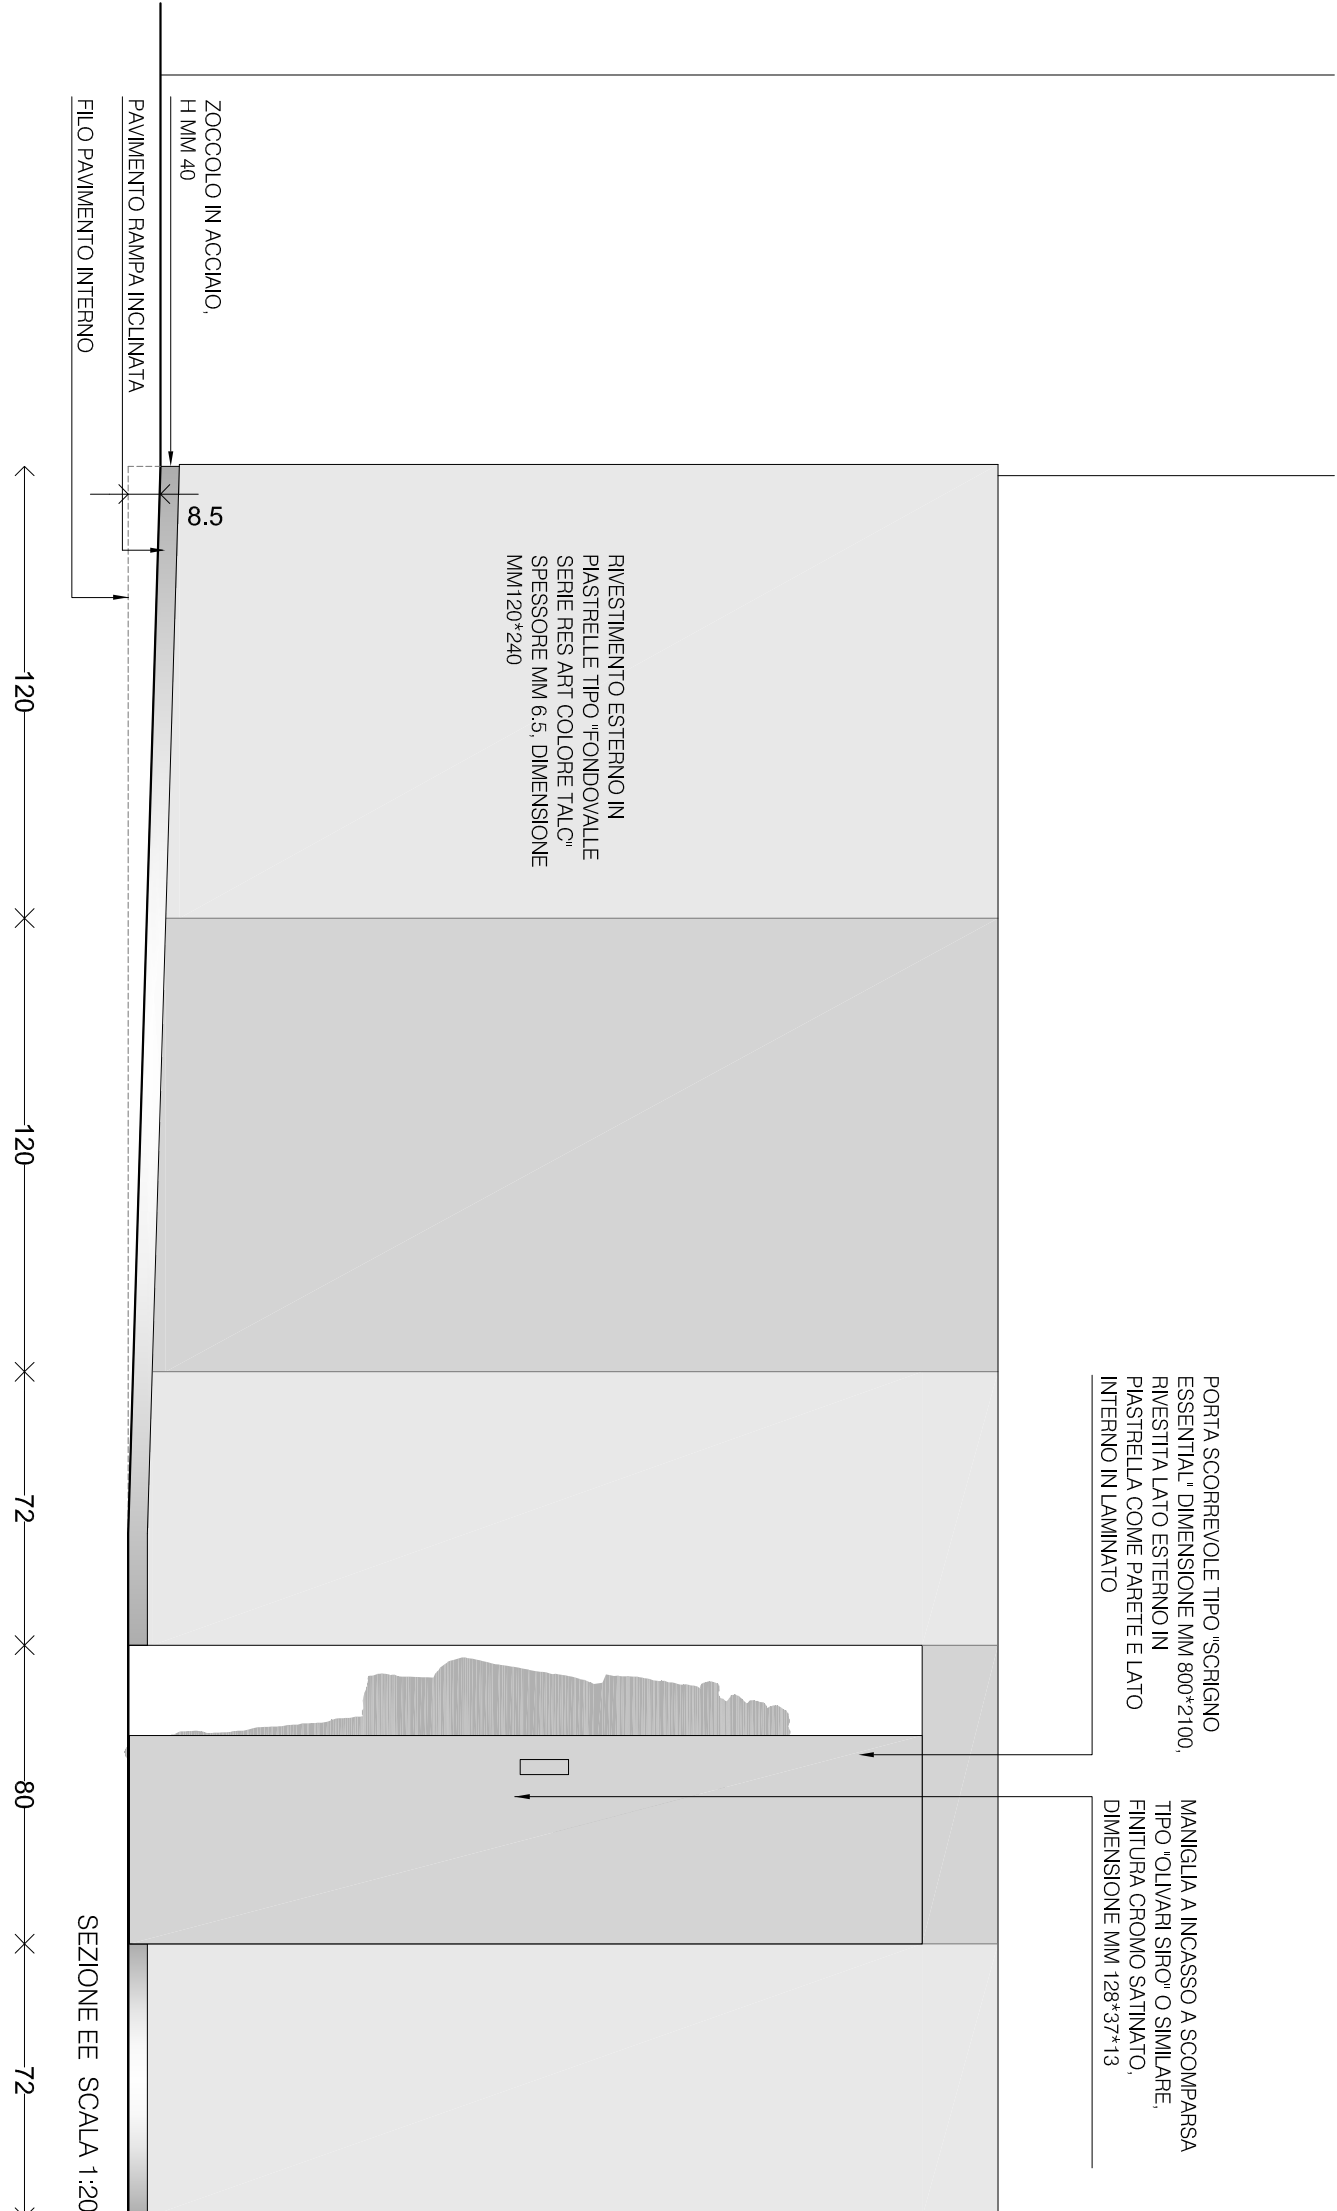 PORTA SCORREVOLE TIPO "SCRIGNO
ESSENTIAL" DIMENSIONE MM 800*2100,
RIVESTITA LATO ESTERNO IN
PIASTRELLA COME PARETE E LATO
INTERNO IN LAMINATO
MANIGLIA A INCASSO A SCOMPARSA
TIPO "OLIVARI SIRO" O SIMILARE,
FINITURA CROMO SATINATO,
DIMENSIONE MM 128*37*13
RIVESTIMENTO ESTERNO IN
PIASTRELLE TIPO "FONDOVALLE
SERIE RES ART COLORE TALC"
SPESSORE MM 6.5, DIMENSIONE
MM120*240
ZOCCOLO IN ACCIAIO,
H MM 40
8.5
PAVIMENTO RAMPA INCLINATA
FILO PAVIMENTO INTERNO
SEZIONE EE SCALA 1:20
120
120
72
80
72